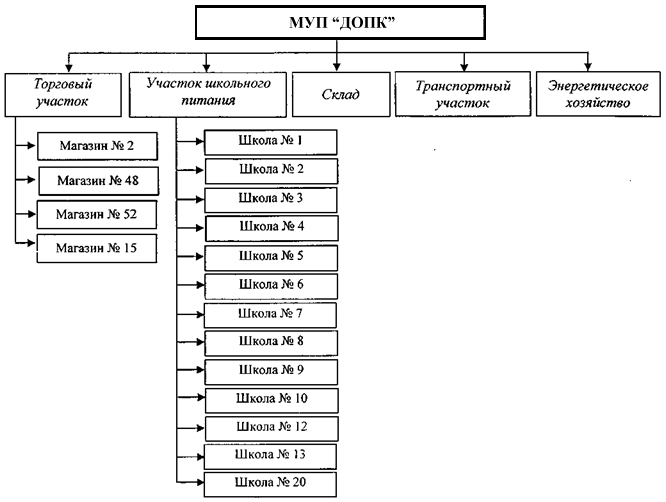 МУП “ДОПК”
Торговый
участок
Участок школьного
питания
Склад
Транспортный
участок
Энергетическое
хозяйство
Магазин № 2
Магазин № 48
Магазин № 52
Магазин № 15
Школа № 1
Школа № 2
Школа № 3
Школа № 4
Школа № 5
Школа № 6
Школа № 7
Школа № 8
Школа № 9
Школа № 10
Школа № 12
Школа № 13
Школа № 20